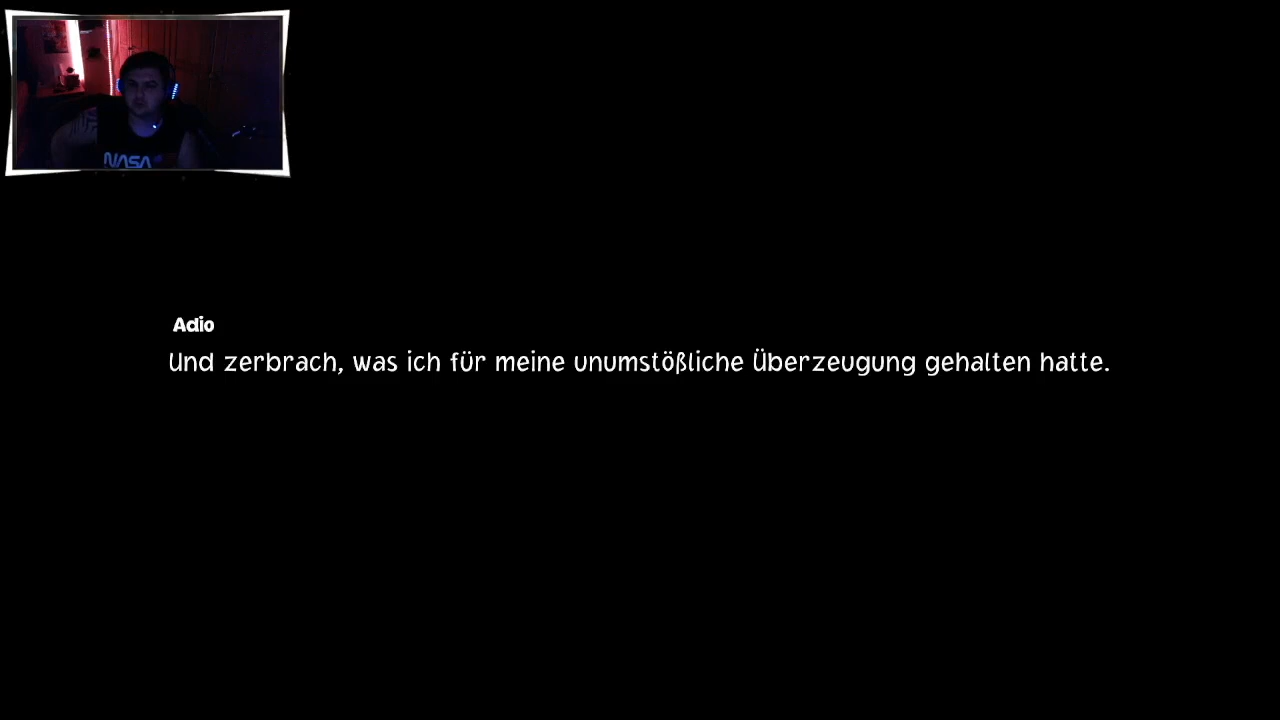 NASA
Adio
Und zerbrach, was ich für meine unumstößliche Überzeugung gehalten hatte.